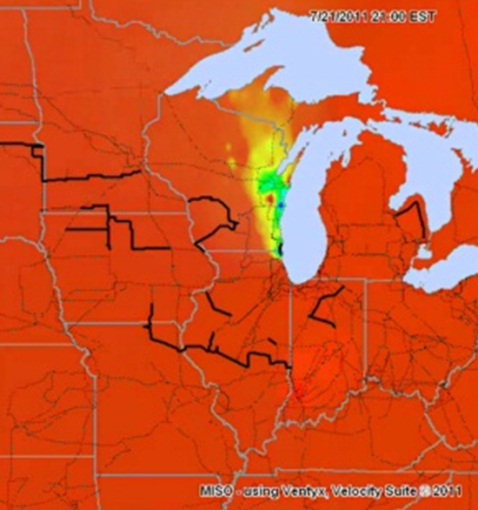 7/21/2011 21:00 EST
MISO - using Ventyx, Velocity Suite © 2011